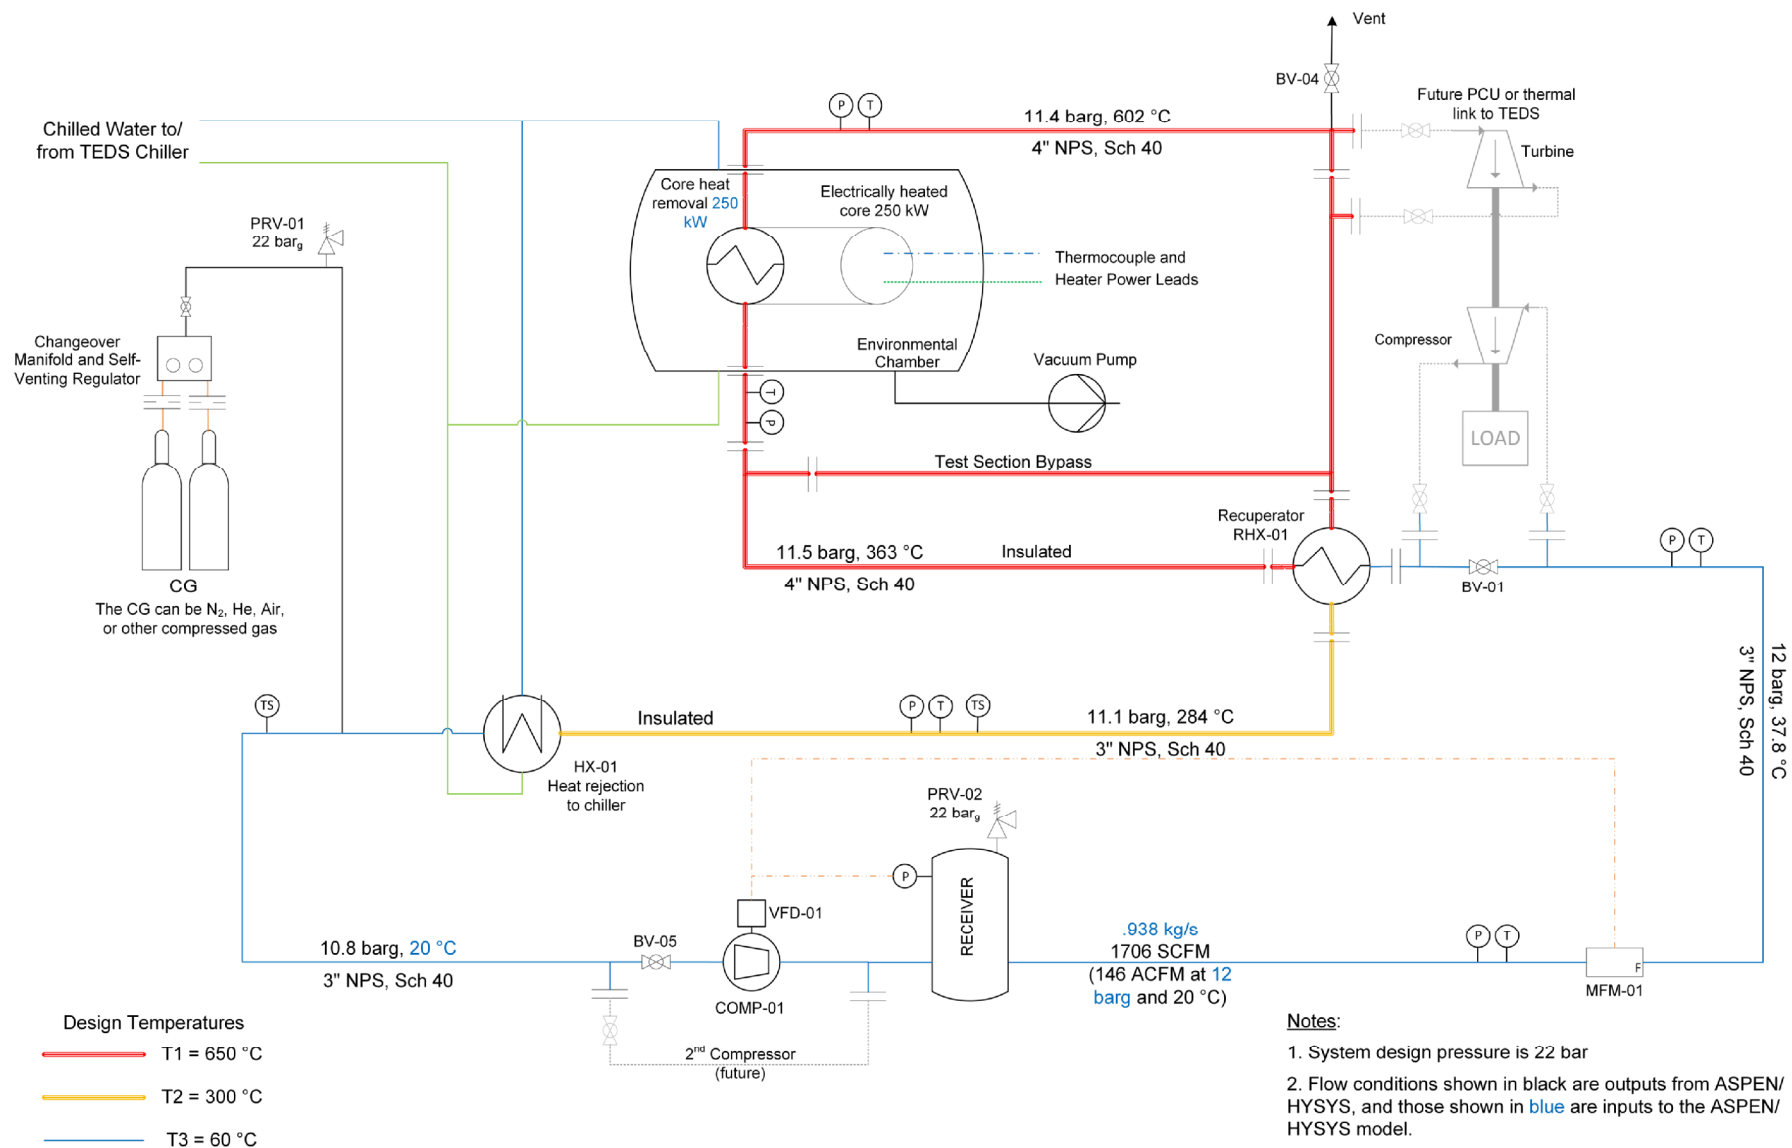 Vent
BV-04
Future PCU or thermal
link to TEDS
Turbine
P
T
11.4 barg, 602 °C
4" NPS, Sch 40
Chilled Water to/
from TEDS Chiller
Core heat
removal 250
kW
Electrically heated
core 250 kW
PRV-01
22 barg
Thermocouple and
Heater Power Leads
Changeover
Manifold and Self-
Venting Regulator
Environmental
Chamber
Vacuum Pump
Compressor
T
P
LOAD
Test Section Bypass
Recuperator
RHX-01
11.5 barg, 363 °C
Insulated
4" NPS, Sch 40
P
T
BV-01
CG
The CG can be N2, He, Air,
or other compressed gas
12 barg, 37.8 °C
3" NPS, Sch 40
TS
Insulated
P
T
TS
11.1 barg, 284 °C
3" NPS, Sch 40
HX-01
Heat rejection
to chiller
PRV-02
22 barg
P
RECEIVER
VFD-01
10.8 barg, 20 °C
3" NPS, Sch 40
BV-05
COMP-01
.938 kg/s
1706 SCFM
(146 ACFM at 12
barg and 20 °C)
P
T
F
MFM-01
2nd Compressor
(future)
Design Temperatures
T1 = 650 °C
T2 = 300 °C
T3 = 60 °C
Notes:
1. System design pressure is 22 bar
2. Flow conditions shown in black are outputs from ASPEN/
HYSYS, and those shown in blue are inputs to the ASPEN/
HYSYS model.